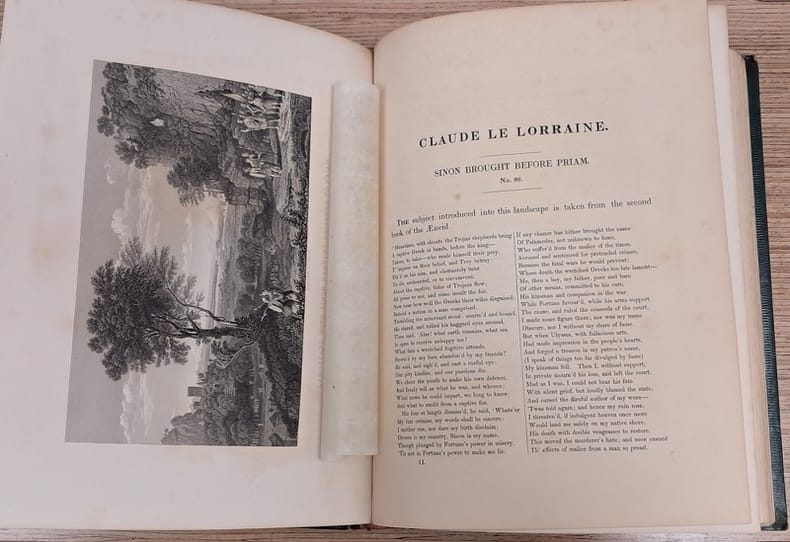 CLAUDE LE LORRAINE.
SINON BROUGHT BEFORE PRIAM.
No. 89.
THE subject introduced into this landscape is taken from the second
book of the Æneid
'Meantime, with shouts, the Trojan shepherds bring
A captive Greek in bands, before the king—
Taken, to take—who made himself their prey,
T' impose on their belief, and Troy betray;
Fix'd on his aim, and obstinately bent
To die undaunted, or to circumvent.
About the captive, tides of Trojans flow;
All press to see, and some insult the foe.
Now hear how well the Greeks their wiles disguised:
Behold a nation in a man comprised.
Trembling the miscreant stood: unarm'd and bound,
He stared, and rolled his haggard eyes around,
Then said, 'Alas! what earth remains, what sea
Is open to receive unhappy me!
What fate a wretched fugitive attends,
Scorn'd by my foes, abandon'd by my friends?'
He said, and sigh'd, and cast a rueful eye:
Our pity kindles, and our passions die.
We cheer the youth to make his own defence,
And freely tell us what he was, and whence:
What news he could impart, we long to know,
And what to credit from a captive foe.
His fear at length dismiss'd, he said, 'Whate'er
My fate ordains, my words shall be sincere:
I neither can, nor dare my birth disclaim;
Greece is my country, Sinon is my name.
Though plunged by Fortune's power in misery,
'Tis not in Fortune's power to make me lie.
If any chance has hither brought the name
Of Palamedes, not unknown to fame,
Who suffer'd from the malice of the times,
Accused and sentenced for pretended crimes,
Because the fatal wars he would prevent;
Whose death the wretched Greeks too late lament—
Me, then a boy, my father, poor and bare
Of other means, committed to his care,
His kinsman and companion in the war.
While Fortune favour'd, while his arms support
The cause, and ruled the counsels of the court,
I made some figure there; nor was my name
Obscure, nor I without my share of fame.
But when Ulysses, with fallacious arts,
Had made impression in the people's hearts,
And forged a treason in my patron's name,
(I speak of things too far divulged by fame)
My kinsman fell. Then I, without support,
In private mourn'd his loss, and left the court.
Mad as I was, I could not bear his fate
With silent grief, but loudly blamed the state,
And cursed the direful author of my woes—
'Twas told again; and hence my ruin rose.
I threaten'd, if indulgent heaven once more
Would land me safely on my native shore,
His death with double vengeance to restore.
This moved the murderer's hate; and soon ensued
Th' effects of malice from a man so proud.
11.